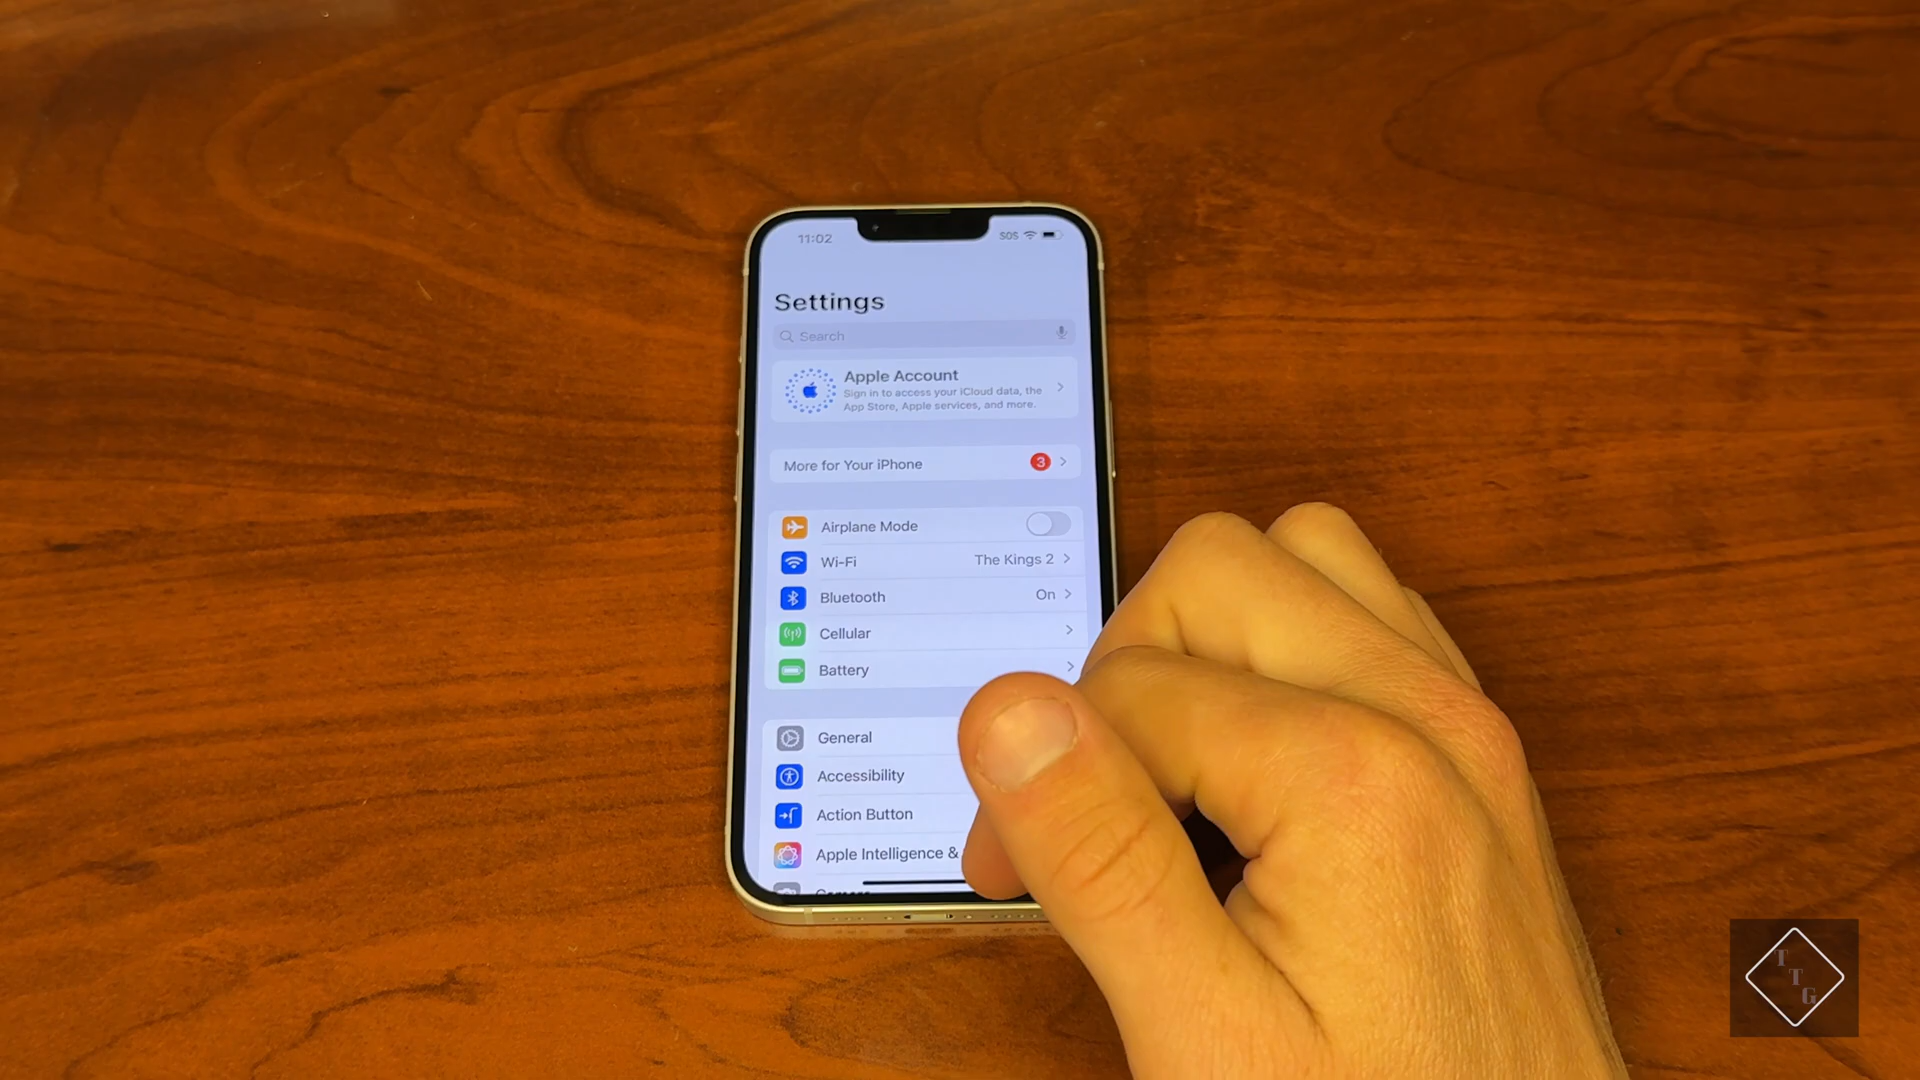 11:02
SOS
Settings
Search
Apple Account
Sign in to access your iCloud data, the
App Store, Apple services, and more.
More for Your iPhone
3
Airplane Mode
Wi-Fi
The Kings 2
Bluetooth
On
Cellular
Battery
General
Accessibility
Action Button
Apple Intelligence &
T
T
G